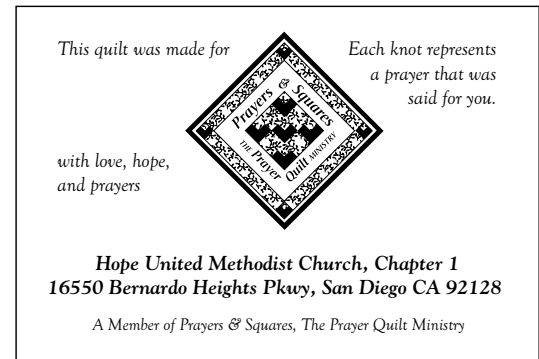 This quilt was made for
with love, hope,
and prayers
Prayers & Squares
THE Prayer Quilt MINISTRY
Each knot represents
a prayer that was
said for you.
Hope United Methodist Church, Chapter 1
16550 Bernardo Heights Pkwy, San Diego CA 92128
A Member of Prayers & Squares, The Prayer Quilt Ministry